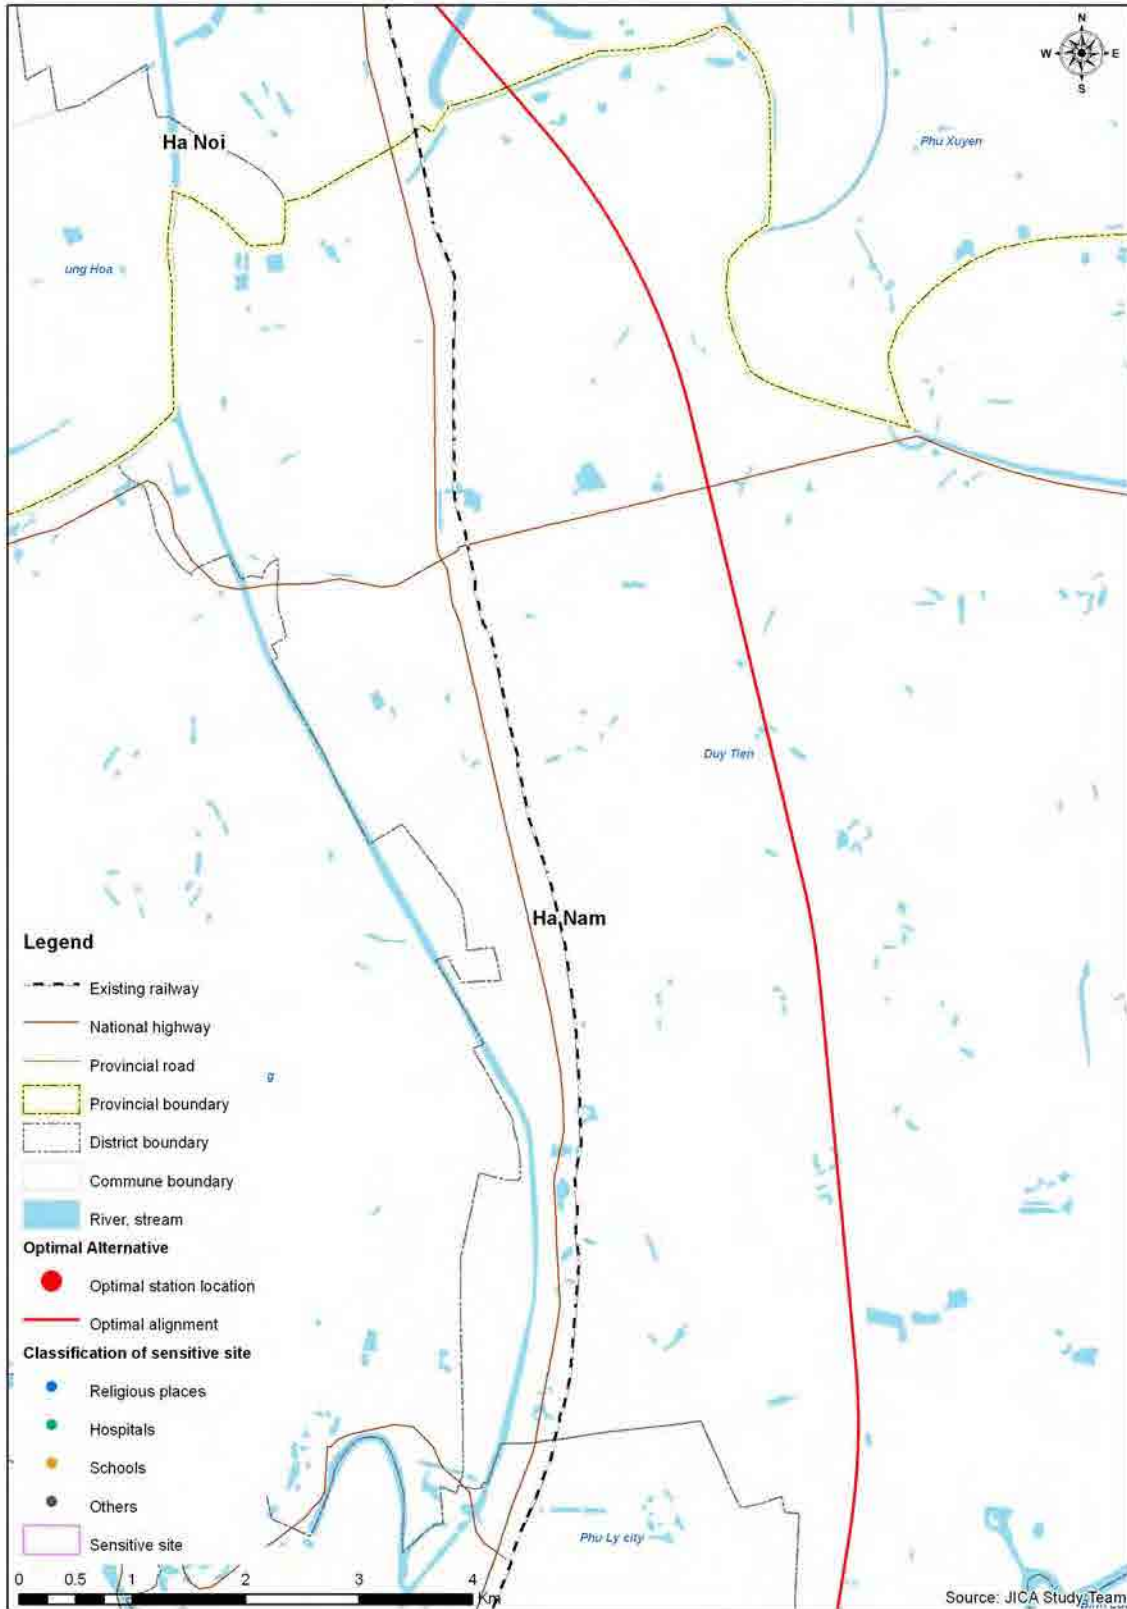 N
W E
S
Ha Noi
Phu Xuyen
ung Hoa
Duy Tien
Ha Nam
Legend
Existing railway
National highway
Provincial road
g
Provincial boundary
District boundary
Commune boundary
River, stream
Optimal Alternative
Optimal station location
Optimal alignment
Classification of sensitive site
Religious places
Hospitals
Schools
Others
Sensitive site
Phu Ly city
0 0.5 1 2 3 4
Km
Source: JICA Study Team